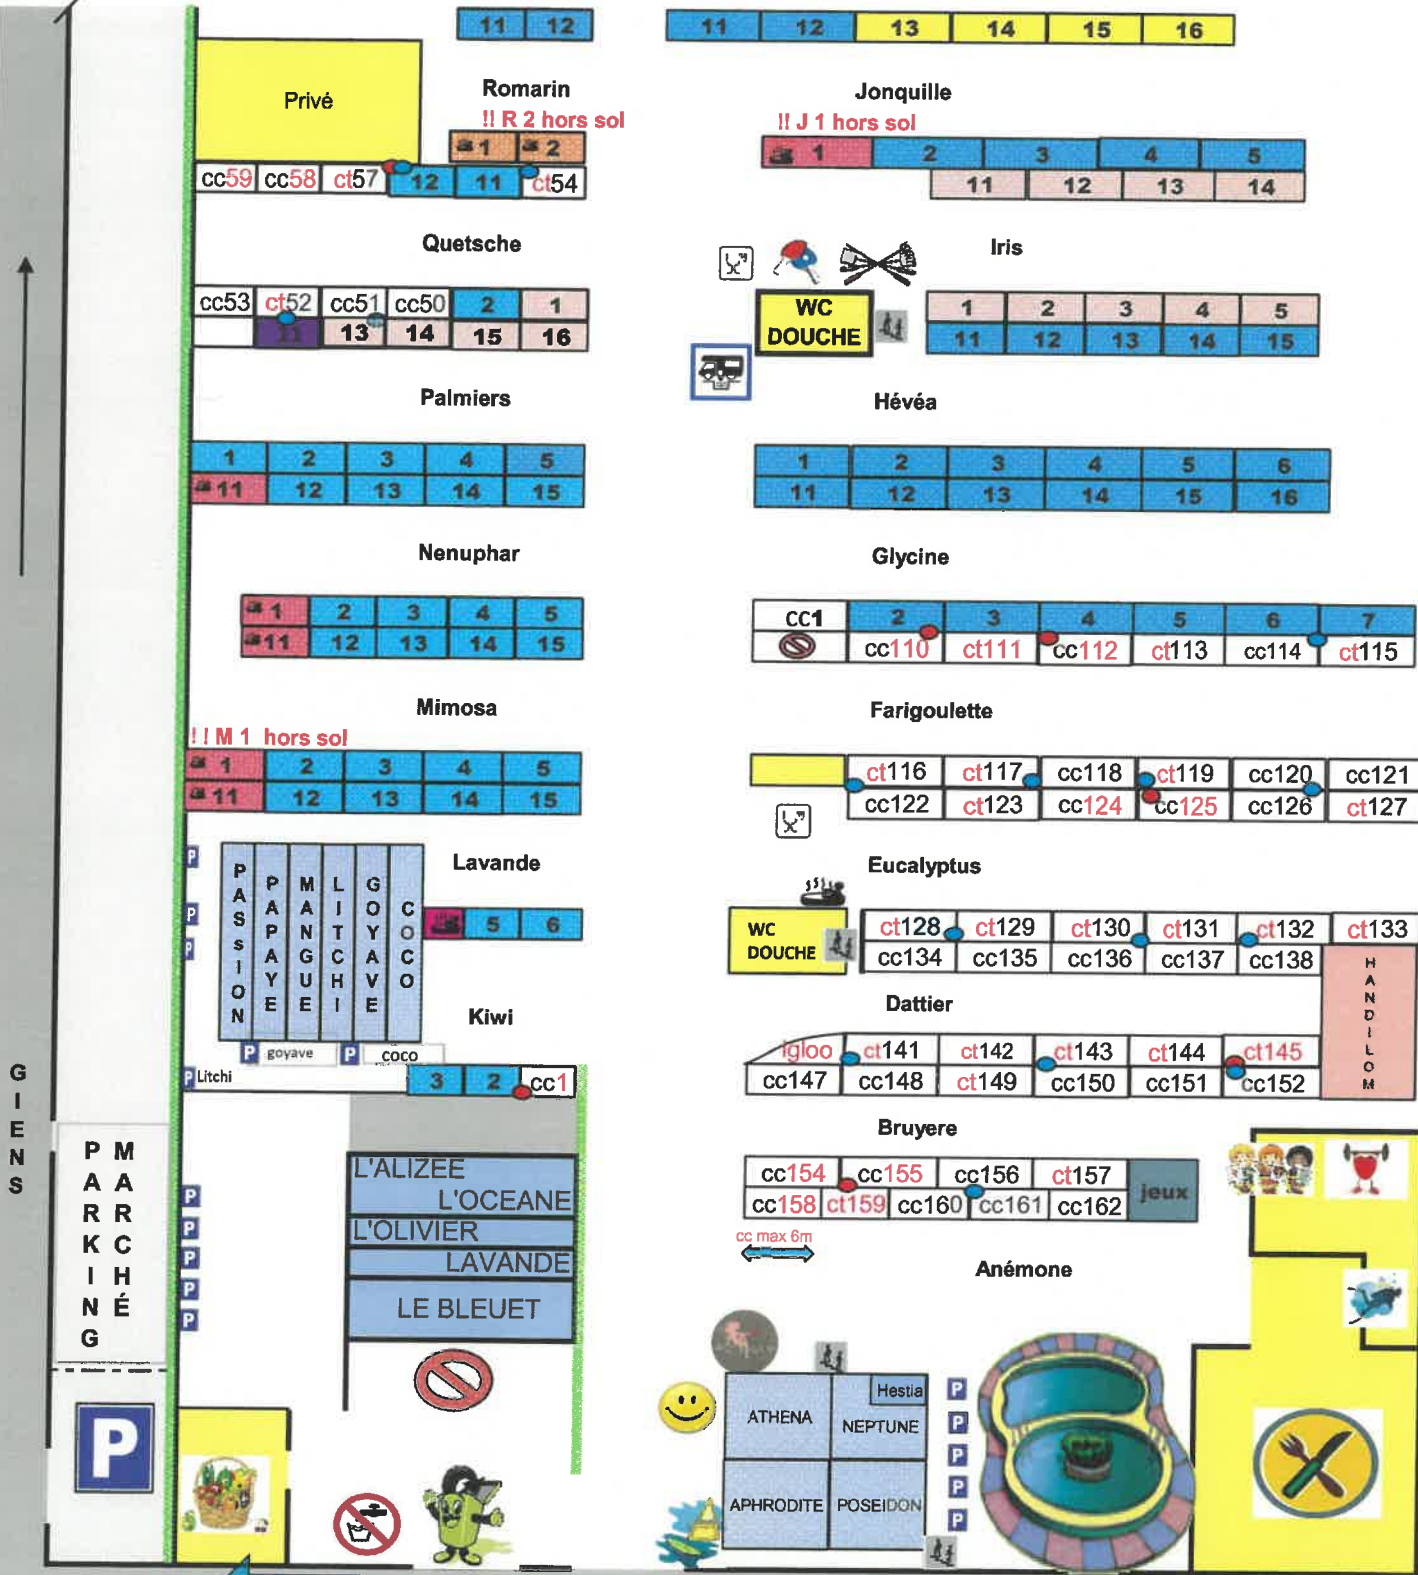 11 12
11 12 13 14 15 16
Privé
Romarin
Jonquille
!! R 2 hors sol
!! J 1 hors sol
1 2
1 2 3 4 5
cc59 cc58 ct57 12 11 ct54
11 12 13 14
Quetsche
Iris
cc53 ct52 cc51 cc50 2 1
11 13 14 15 16
WC
DOUCHE
1 2 3 4 5
11 12 13 14 15
Palmiers
Hévéa
1 2 3 4 5
11 12 13 14 15
1 2 3 4 5 6
11 12 13 14 15 16
Nenuphar
Glycine
1 2 3 4 5
11 12 13 14 15
cc1 2 3 4 5 6 7
cc110 ct111 cc112 ct113 cc114 ct115
Mimosa
Farigoulette
!! M 1 hors sol
1 2 3 4 5
11 12 13 14 15
ct116 ct117 cc118 ct119 cc120 cc121
cc122 ct123 cc124 cc125 cc126 ct127
P
P
P
PASSION
PAPAYE
MANGUE
LITCHI
GOYAVE
COCO
Lavande
Eucalyptus
5 6
WC
DOUCHE
ct128 ct129 ct130 ct131 ct132 ct133
cc134 cc135 cc136 cc137 cc138
HANDILOM
Kiwi
Dattier
P goyave P coco
P Litchi
3 2 cc1
igloo ct141 ct142 ct143 ct144 ct145
cc147 cc148 ct149 cc150 cc151 cc152
GIENS
PARKING
MARCHÉ
Bruyere
L'ALIZEE
L'OCEANE
L'OLIVIER
LAVANDE
LE BLEUET
P
P
P
P
P
cc154 cc155 cc156 ct157 jeux
cc158 ct159 cc160 cc161 cc162
cc max 6m
Anémone
P
ATHENA
Hestia
NEPTUNE
APHRODITE
POSEIDON
P
P
P
P
P